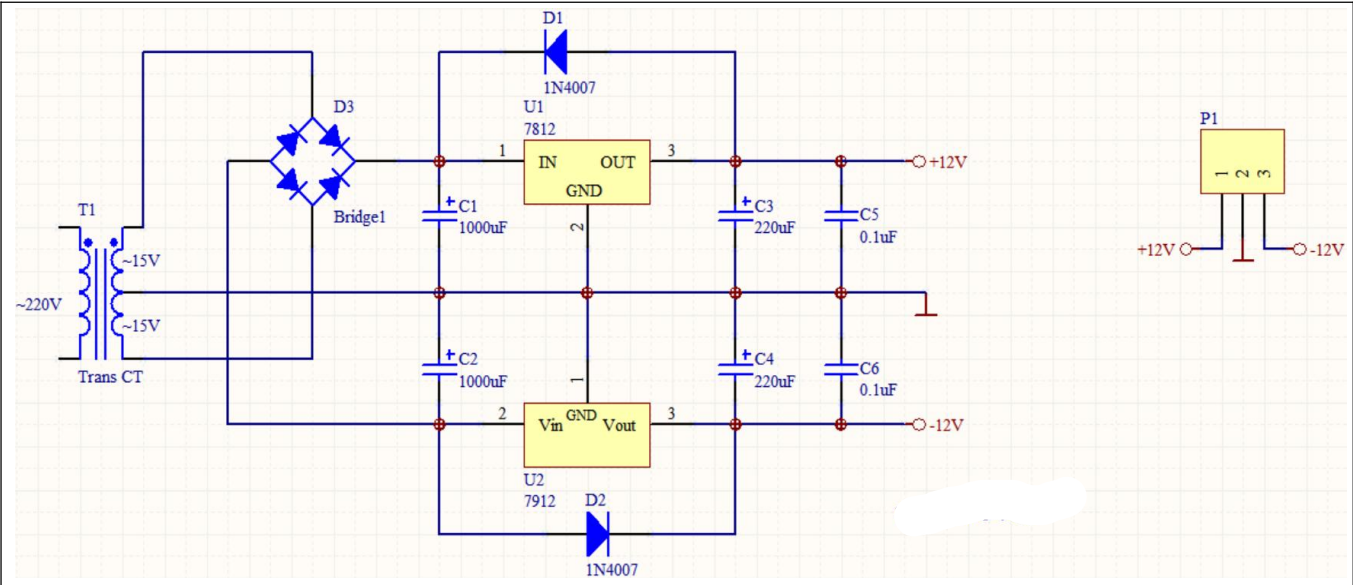 D1
1N4007
D3
Bridge1
U1
7812
1
IN
OUT
3
GND
2
+12V
P1
1
2
3
+12V
-12V
T1
~15V
~220V
~15V
Trans CT
+
C1
1000uF
+
C3
220uF
C5
0.1uF
+
C2
1000uF
+
C4
220uF
C6
0.1uF
1
2
Vin
GND
Vout
3
-12V
U2
7912
D2
1N4007